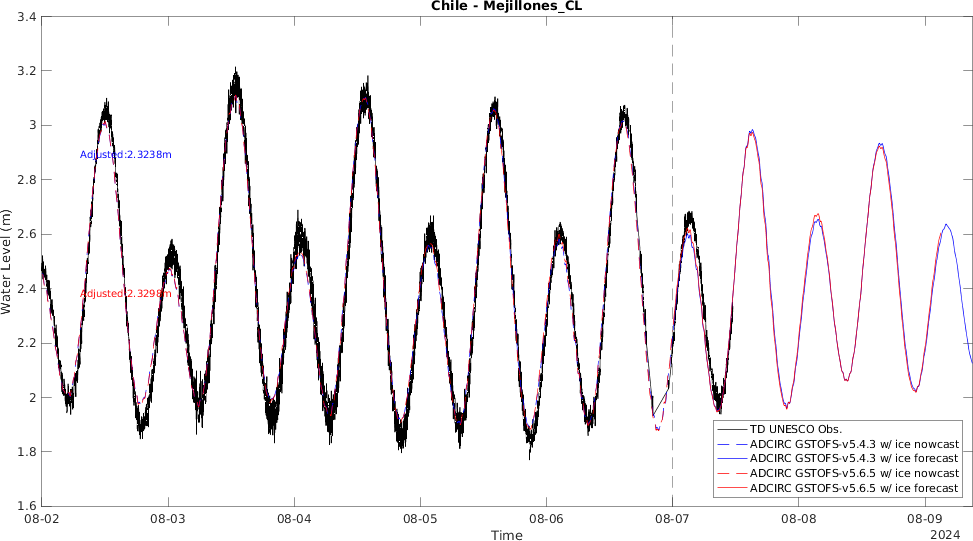 Chile - Mejillones_CL
3.4
3.2
3
2.8
2.6
2.4
2.2
2
1.8
1.6
Water Level (m)
Adjusted:2.3238m
Adjusted:2.3298m
TD UNESCO Obs.
ADCIRC GSTOFS-v5.4.3 w/ ice nowcast
ADCIRC GSTOFS-v5.4.3 w/ ice forecast
ADCIRC GSTOFS-v5.6.5 w/ ice nowcast
ADCIRC GSTOFS-v5.6.5 w/ ice forecast
08-02 08-03 08-04 08-05 08-06 08-07 08-08 08-09
Time
2024